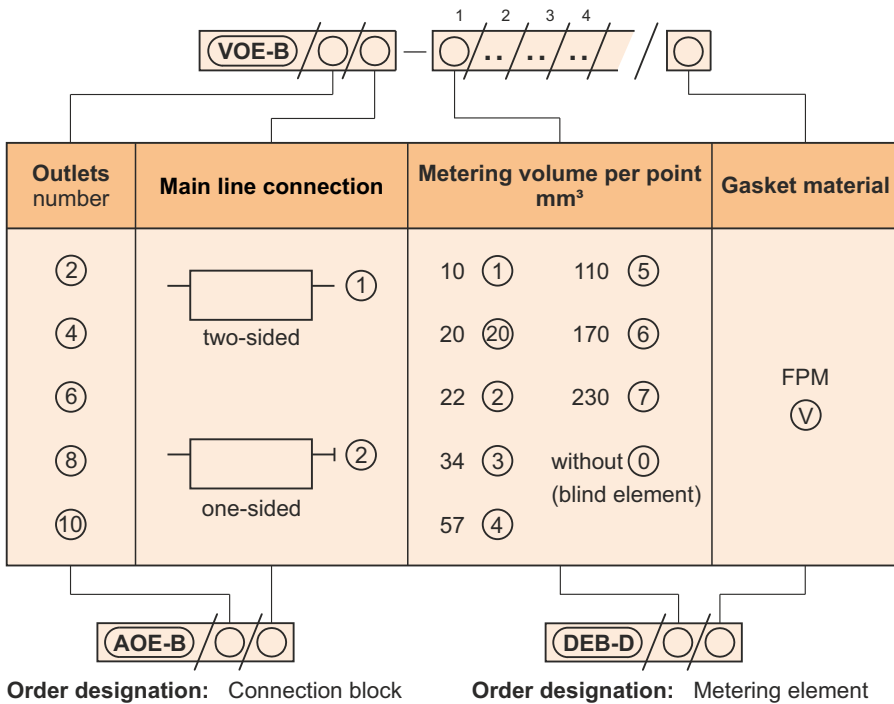 1 2 3 4
VOE-B / / – / .. / .. / .. / /
Outlets number
Main line connection
Metering volume per point mm³
Gasket material
2
4
6
8
10
1
two-sided
2
one-sided
10 1
20 20
22 2
34 3
57 4
110 5
170 6
230 7
without 0
(blind element)
FPM
V
AOE-B / /
DEB-D / /
Order designation: Connection block
Order designation: Metering element